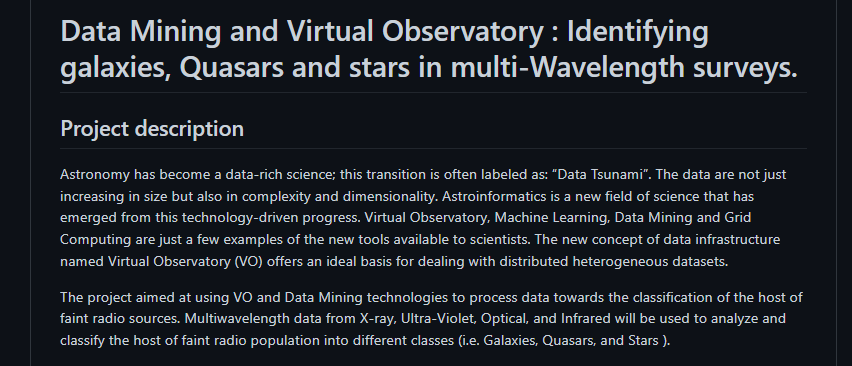 Data Mining and Virtual Observatory : Identifying
galaxies, Quasars and stars in multi-Wavelength surveys.
Project description
Astronomy has become a data-rich science; this transition is often labeled as: “Data Tsunami”. The data are not just
increasing in size but also in complexity and dimensionality. Astroinformatics is a new field of science that has
emerged from this technology-driven progress. Virtual Observatory, Machine Learning, Data Mining and Grid
Computing are just a few examples of the new tools available to scientists. The new concept of data infrastructure
named Virtual Observatory (VO) offers an ideal basis for dealing with distributed heterogeneous datasets.
The project aimed at using VO and Data Mining technologies to process data towards the classification of the host of
faint radio sources. Multiwavelength data from X-ray, Ultra-Violet, Optical, and Infrared will be used to analyze and
classify the host of faint radio population into different classes (i.e. Galaxies, Quasars, and Stars ).